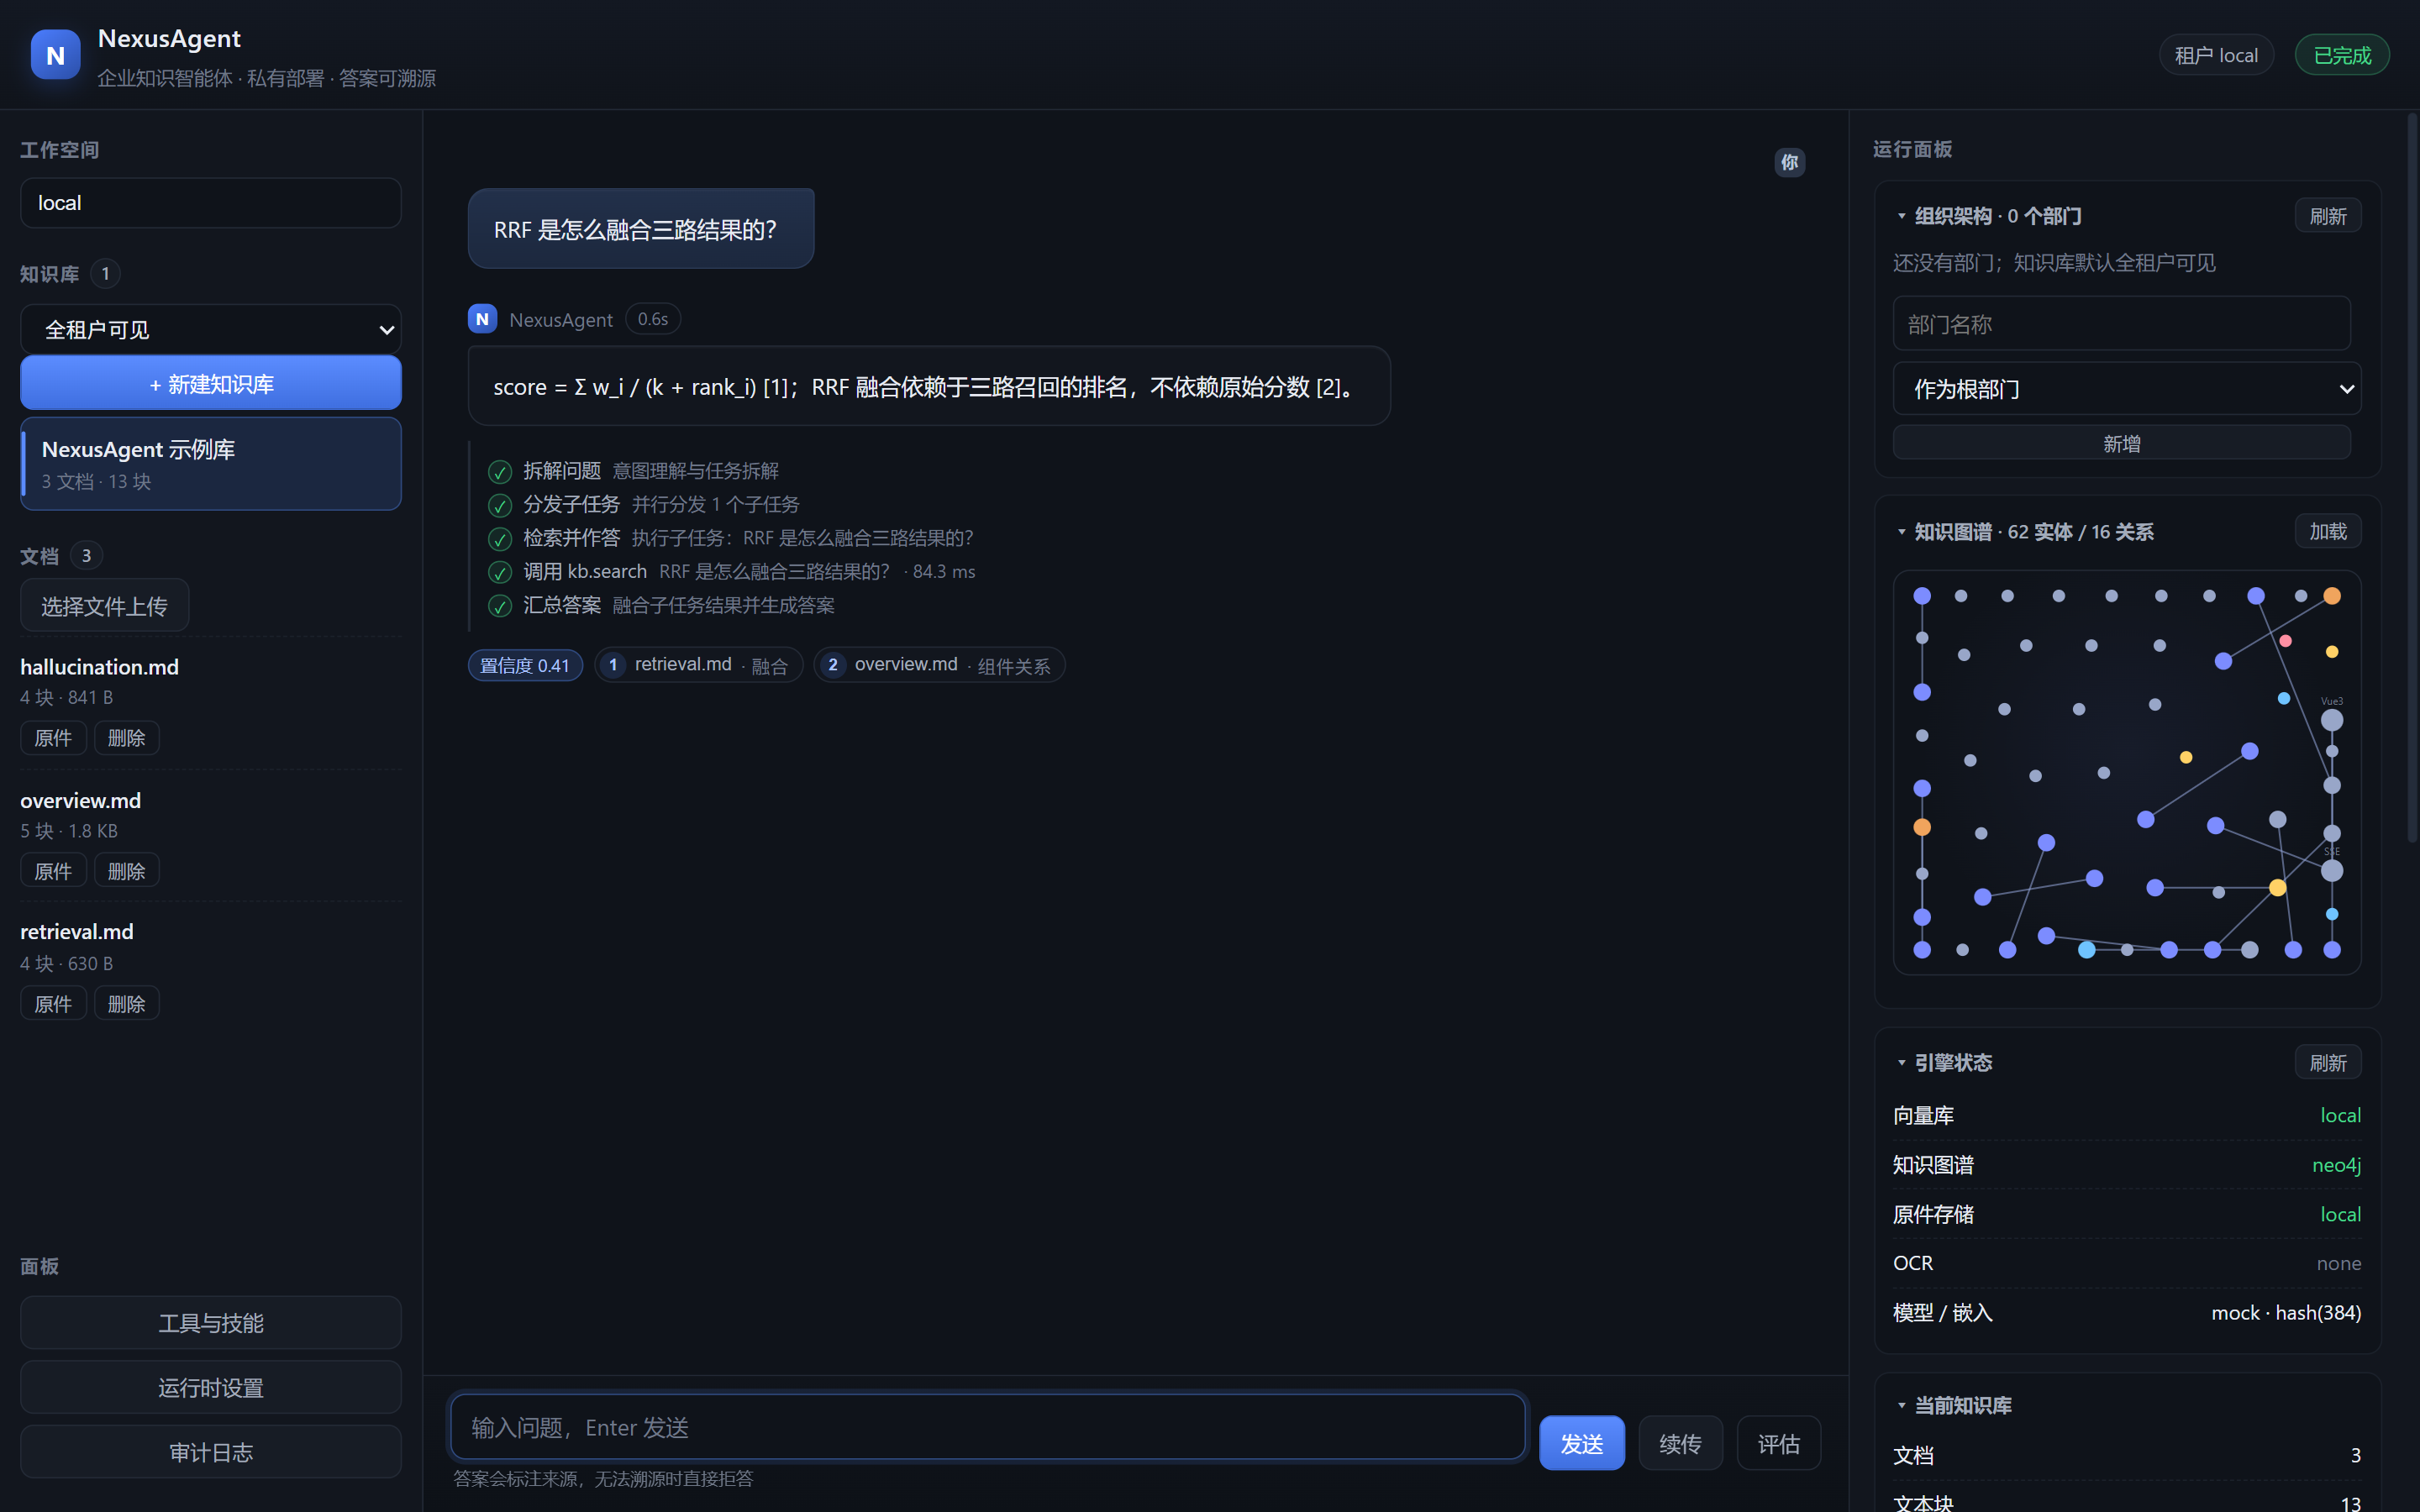 N
NexusAgent
企业知识智能体 · 私有部署 · 答案可溯源
租户 local
已完成
工作空间
local
知识库 1
全租户可见
+ 新建知识库
NexusAgent 示例库
3 文档 · 13 块
文档 3
选择文件上传
hallucination.md
4 块 · 841 B
原件 删除
overview.md
5 块 · 1.8 KB
原件 删除
retrieval.md
4 块 · 630 B
原件 删除
面板
工具与技能
运行时设置
审计日志
你
RRF 是怎么融合三路结果的?
N NexusAgent 0.6s
score = Σ w_i / (k + rank_i) [1]；RRF 融合依赖于三路召回的排名，不依赖原始分数 [2]。
✓ 拆解问题 意图理解与任务拆解
✓ 分发子任务 并行分发 1 个子任务
✓ 检索并作答 执行子任务：RRF 是怎么融合三路结果的?
✓ 调用 kb.search RRF 是怎么融合三路结果的? · 84.3 ms
✓ 汇总答案 融合子任务结果并生成答案
置信度 0.41 1 retrieval.md · 融合 2 overview.md · 组件关系
输入问题，Enter 发送
发送 续传 评估
答案会标注来源，无法溯源时直接拒答
运行面板
组织架构 · 0 个部门 刷新
还没有部门；知识库默认全租户可见
部门名称
作为根部门
新增
知识图谱 · 62 实体 / 16 关系 加载
Vue3
SSE
引擎状态 刷新
向量库 local
知识图谱 neo4j
原件存储 local
OCR none
模型 / 嵌入 mock · hash(384)
当前知识库
文档 3
文本块 13